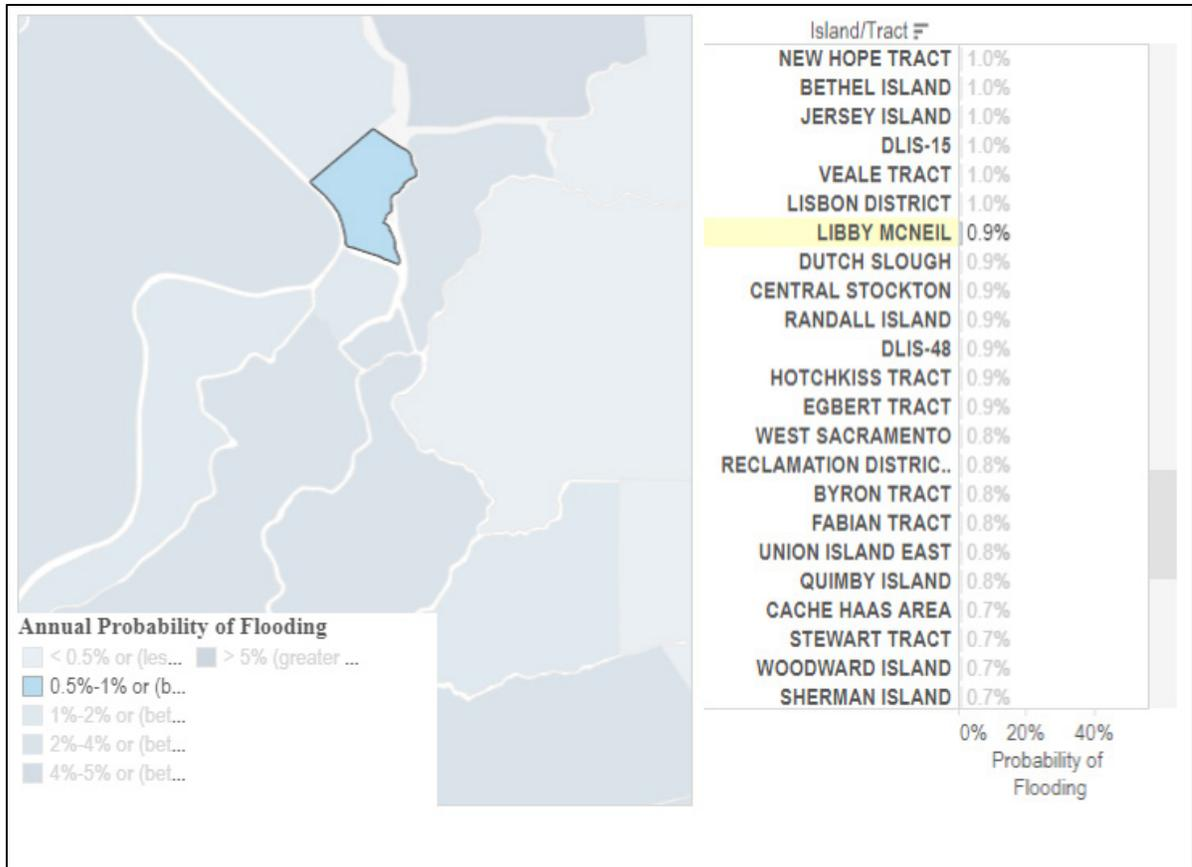 Island/Tract
NEW HOPE TRACT 1.0%
BETHEL ISLAND 1.0%
JERSEY ISLAND 1.0%
DLIS-15 1.0%
VEALE TRACT 1.0%
LISBON DISTRICT 1.0%
LIBBY MCNEIL 0.9%
DUTCH SLOUGH 0.9%
CENTRAL STOCKTON 0.9%
RANDALL ISLAND 0.9%
DLIS-48 0.9%
HOTCHKISS TRACT 0.9%
EGBERT TRACT 0.9%
WEST SACRAMENTO 0.8%
RECLAMATION DISTRIC.. 0.8%
BYRON TRACT 0.8%
FABIAN TRACT 0.8%
UNION ISLAND EAST 0.8%
QUIMBY ISLAND 0.8%
CACHE HAAS AREA 0.7%
STEWART TRACT 0.7%
WOODWARD ISLAND 0.7%
SHERMAN ISLAND 0.7%
0% 20% 40%
Probability of
Flooding
Annual Probability of Flooding
< 0.5% or (les... > 5% (greater ...
0.5%-1% or (b...
1%-2% or (bet...
2%-4% or (bet...
4%-5% or (bet...